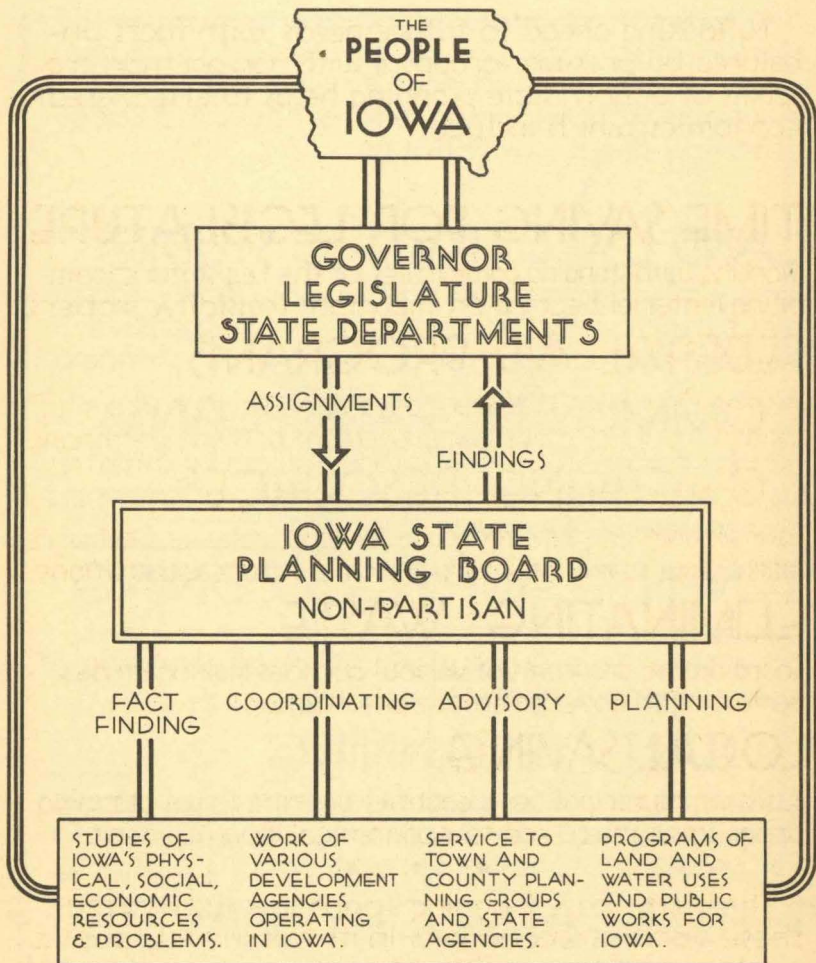 THE
PEOPLE
OF
IOWA
GOVERNOR
LEGISLATURE
STATE DEPARTMENTS
ASSIGNMENTS
FINDINGS
IOWA STATE
PLANNING BOARD
NON-PARTISAN
FACT
FINDING
COORDINATING
ADVISORY
PLANNING
STUDIES OF
IOWA'S PHYS-
ICAL, SOCIAL,
ECONOMIC
RESOURCES
& PROBLEMS.
WORK OF
VARIOUS
DEVELOPMENT
AGENCIES
OPERATING
IN IOWA.
SERVICE TO
TOWN AND
COUNTY PLAN-
NING GROUPS
AND STATE
AGENCIES.
PROGRAMS OF
LAND AND
WATER USES
AND PUBLIC
WORKS FOR
IOWA.